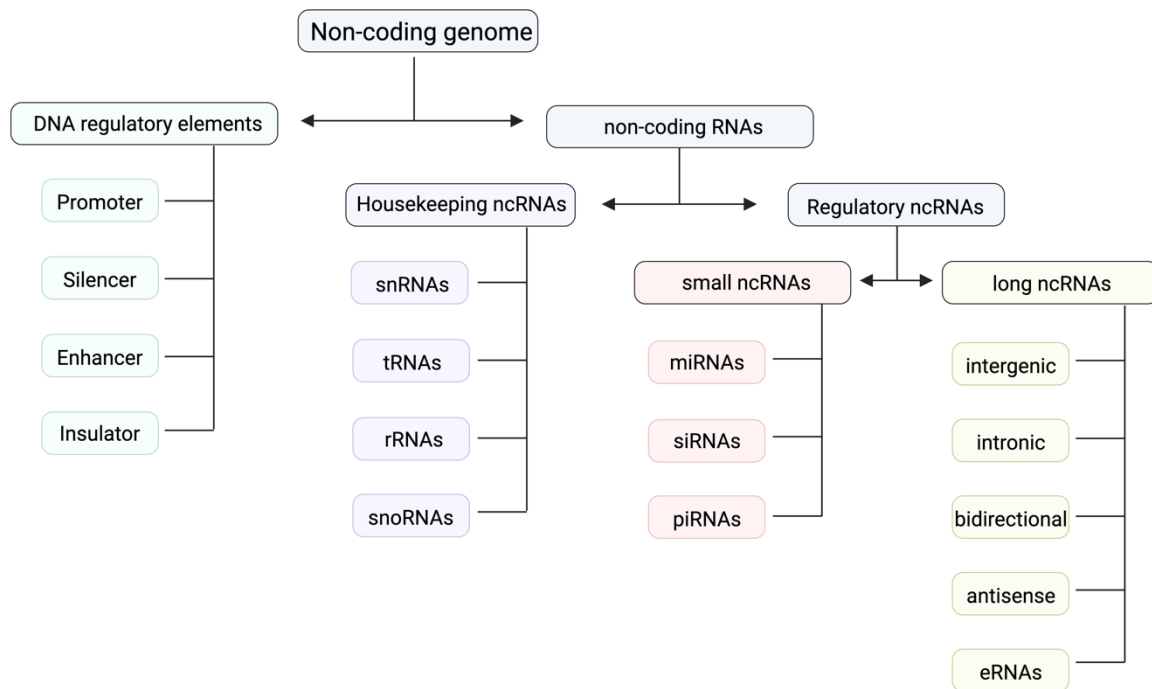 Non-coding genome
DNA regulatory elements
non-coding RNAs
Promoter
Silencer
Enhancer
Insulator
Housekeeping ncRNAs
Regulatory ncRNAs
snRNAs
tRNAs
rRNAs
snoRNAs
small ncRNAs
long ncRNAs
miRNAs
siRNAs
piRNAs
intergenic
intronic
bidirectional
antisense
eRNAs